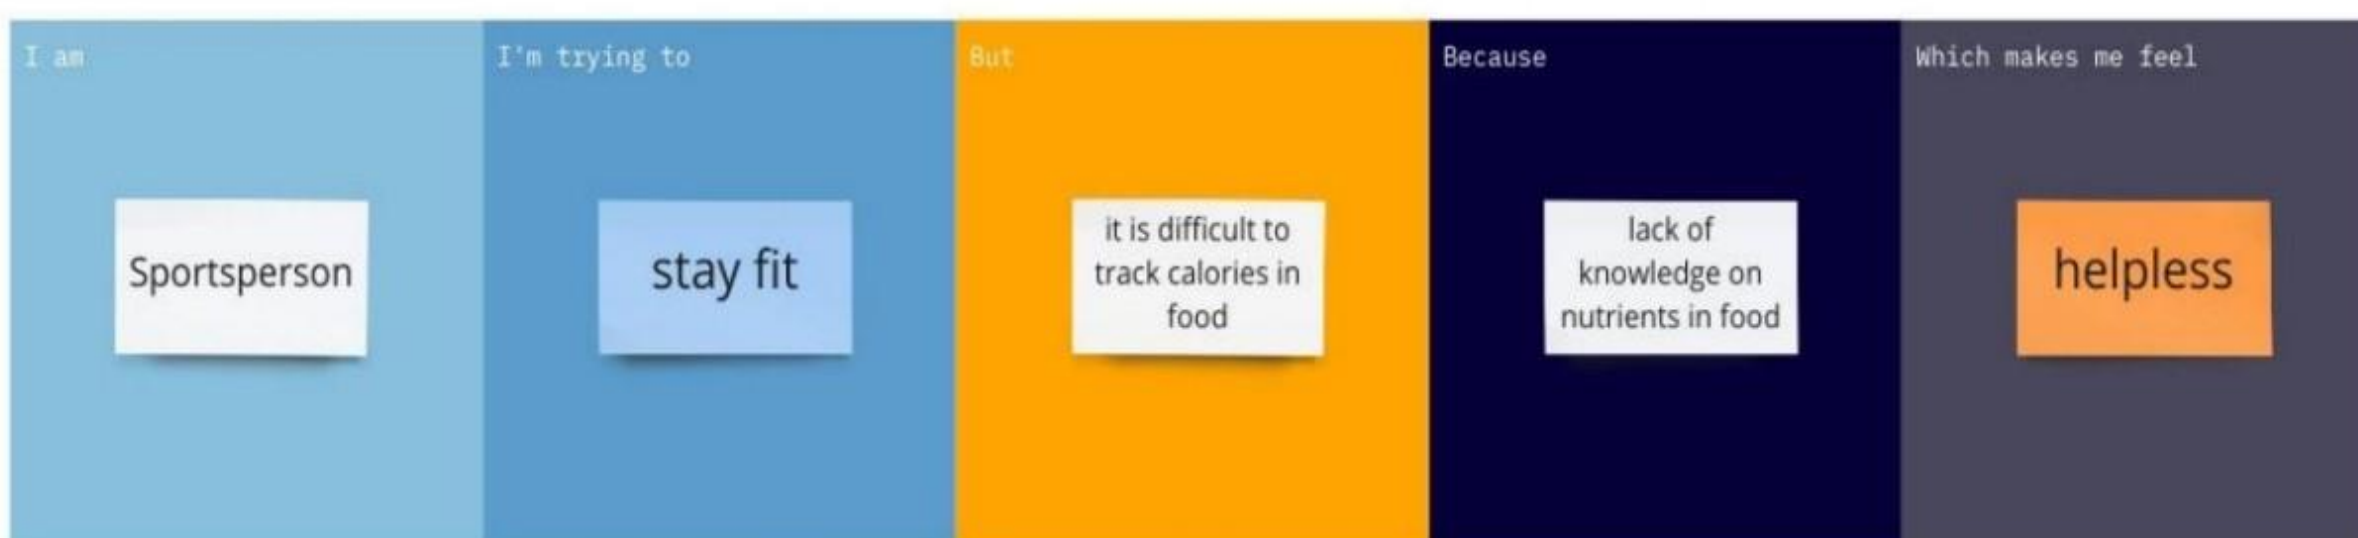 I am
I'm trying to
But
Because
Which makes me feel
Sportsperson
stay fit
it is difficult to
track calories in
food
lack of
knowledge on
nutrients in food
helpless